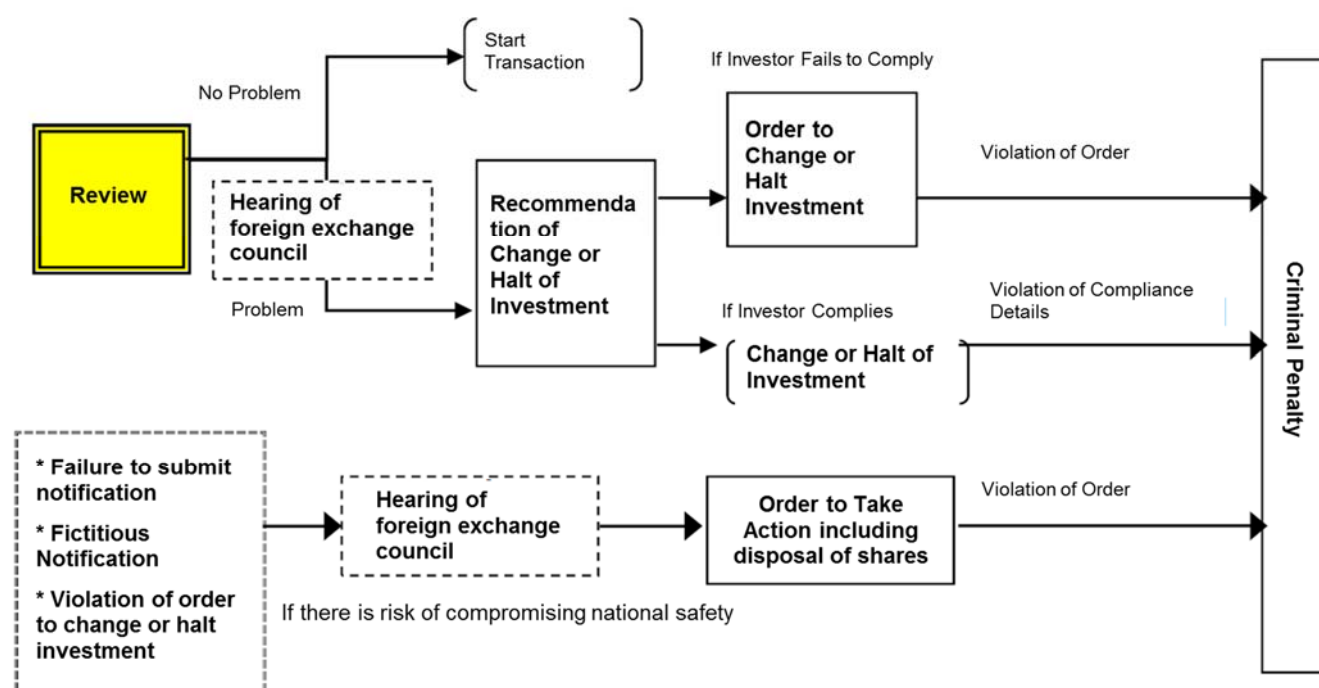 Start
Transaction
If Investor Fails to Comply
No Problem
Review
Order to
Change or
Halt
Investment
Violation of Order
Hearing of
foreign exchange
council
Recommenda
tion of
Change or
Halt of
Investment
Problem
If Investor Complies
Violation of Compliance
Details
Change or Halt of
Investment
Criminal Penalty
* Failure to submit
notification
* Fictitious
Notification
* Violation of order
to change or halt
investment
Hearing of
foreign exchange
council
If there is risk of compromising national safety
Order to Take
Action including
disposal of shares
Violation of Order